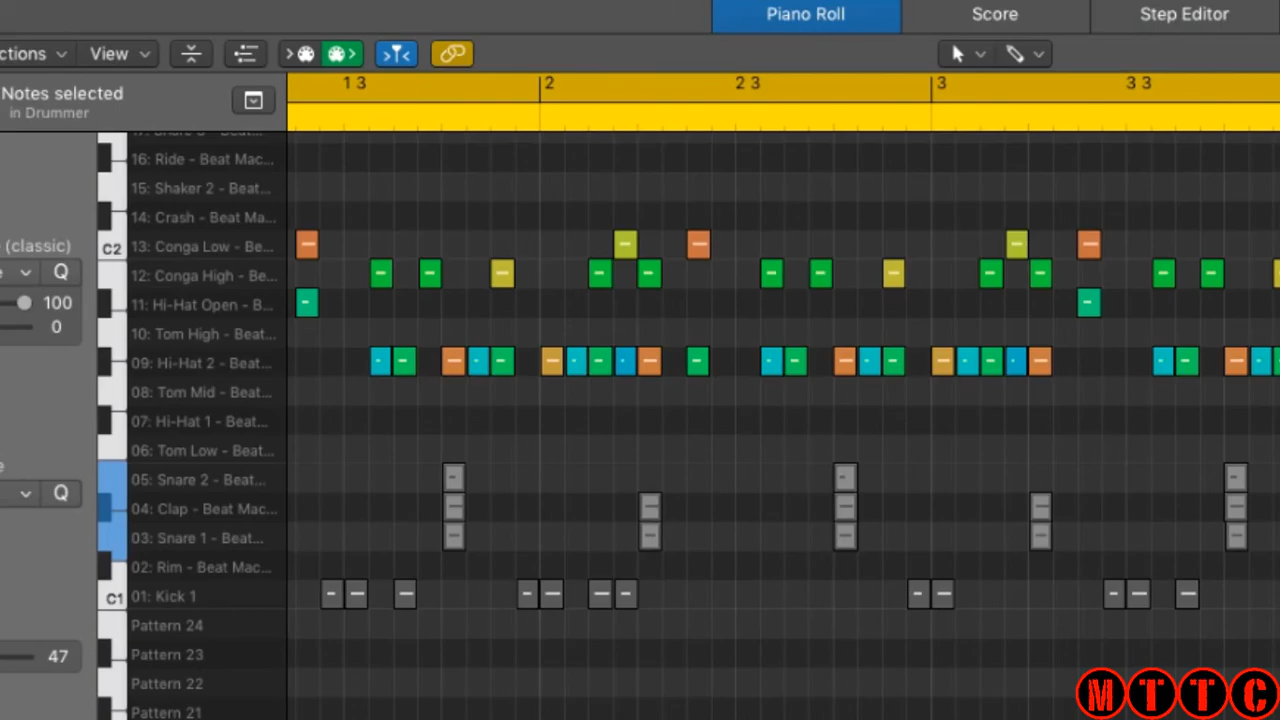 Piano Roll
Score
Step Editor
ctions
View
1 3
2
2 3
3
3 3
Notes selected
in Drummer
16: Ride - Beat Mac...
15: Shaker 2 - Beat...
14: Crash - Beat Ma...
(classic)
C2
13: Conga Low - Be...
e
Q
12: Conga High - Be...
100
11: Hi-Hat Open - B...
0
10: Tom High - Beat...
09: Hi-Hat 2 - Beat...
08: Tom Mid - Beat...
07: Hi-Hat 1 - Beat...
06: Tom Low - Beat...
e
05: Snare 2 - Beat...
Q
04: Clap - Beat Mac...
03: Snare 1 - Beat...
02: Rim - Beat Mac...
C1
01: Kick 1
Pattern 24
47
Pattern 23
Pattern 22
Pattern 21
MTTC